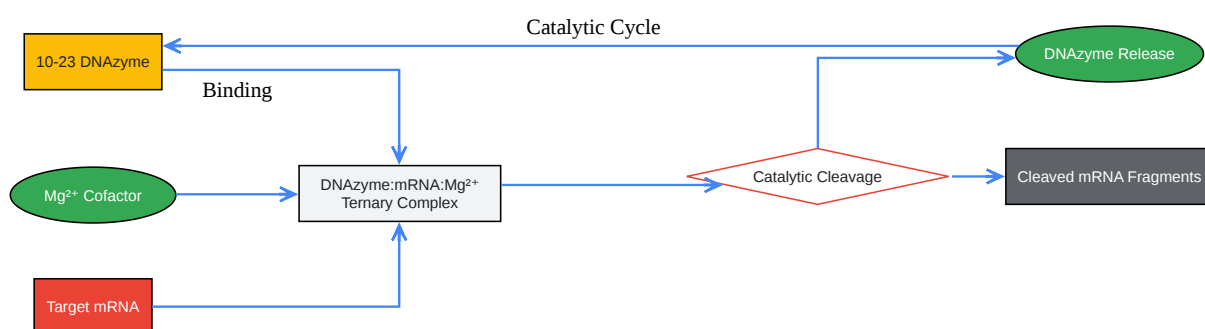 Catalytic Cycle
10-23 DNAzyme
DNAzyme Release
Binding
Mg²⁺ Cofactor
DNAzyme:mRNA:Mg²⁺
Ternary Complex
Catalytic Cleavage
Cleaved mRNA Fragments
Target mRNA